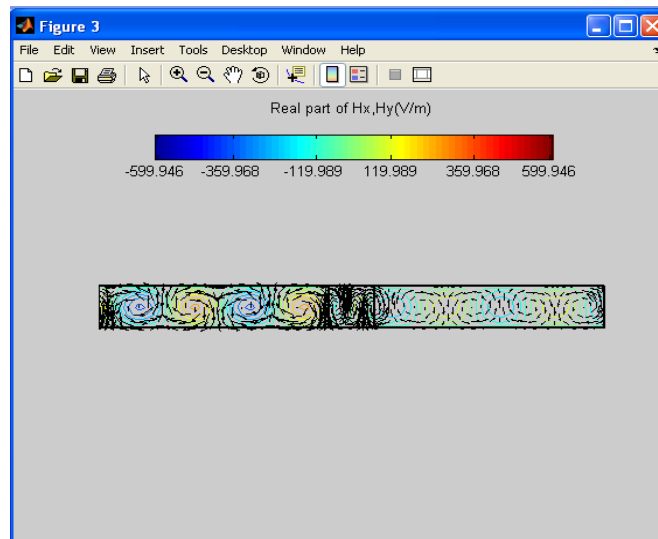 Figure 3
File Edit View Insert Tools Desktop Window Help
Real part of Hx,Hy(V/m)
-599.946 -359.968 -119.989 119.989 359.968 599.946